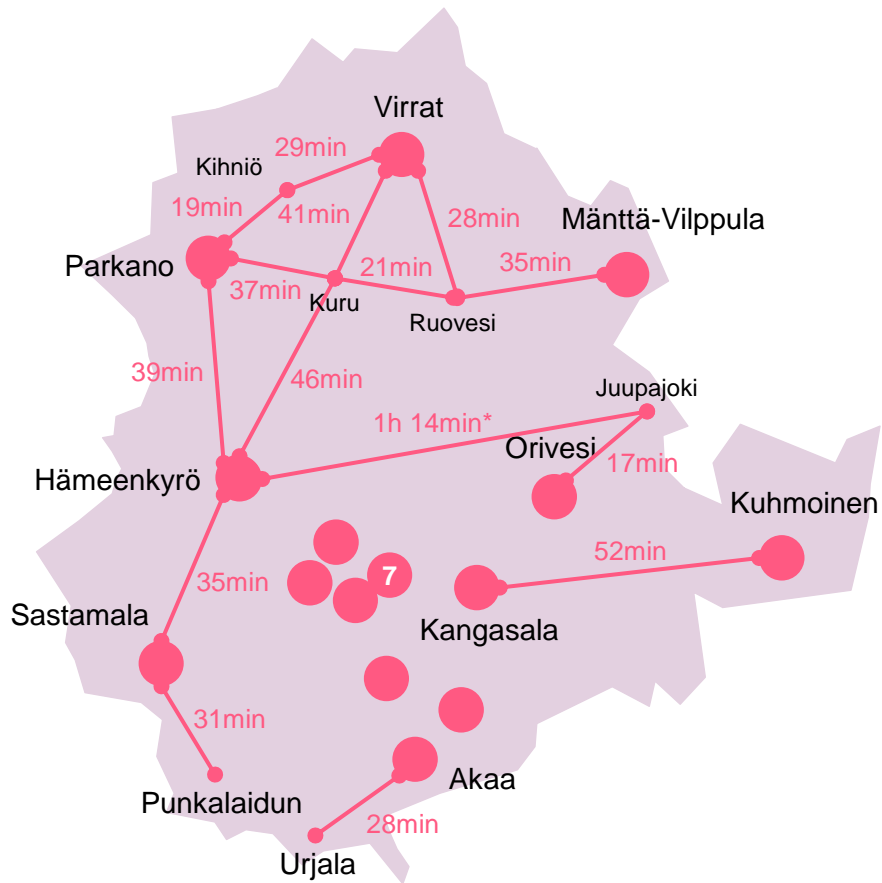 Virrat
29min
Kihniö
19min
41min
28min
Mänttä-Vilppula
Parkano
21min
35min
37min
Kuru
Ruovesi
39min
46min
Juupajoki
1h 14min*
Orivesi
17min
Hämeenkyrö
Kuhmoinen
52min
7
35min
Sastamala
Kangasala
31min
Akaa
Punkalaidun
28min
Urjala